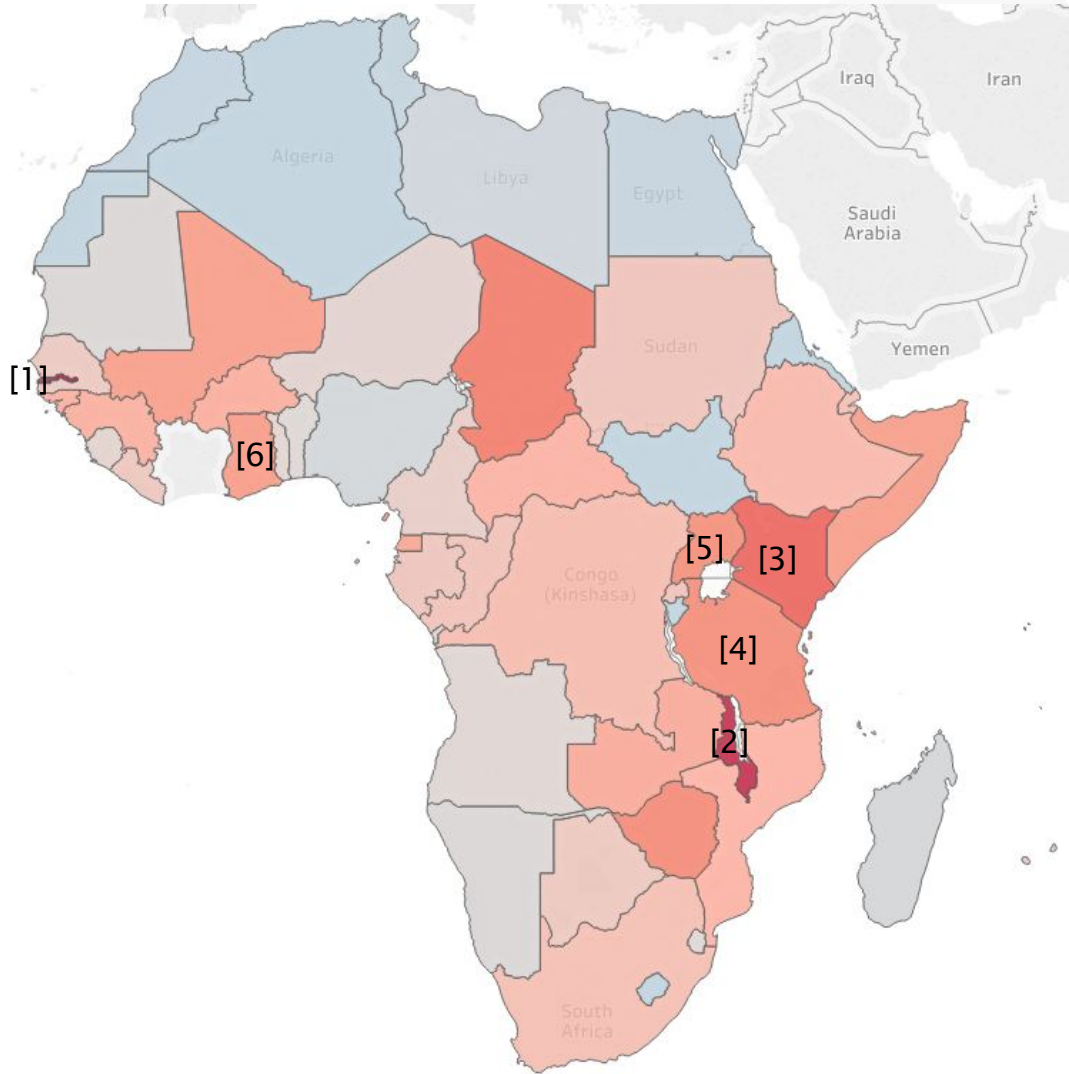 Iraq
Iran
Algeria
Libya
Egypt
Saudi
Arabia
Sudan
Yemen
[1]
[6]
[5]
[3]
Congo
(Kinshasa)
[4]
[2]
South
Africa